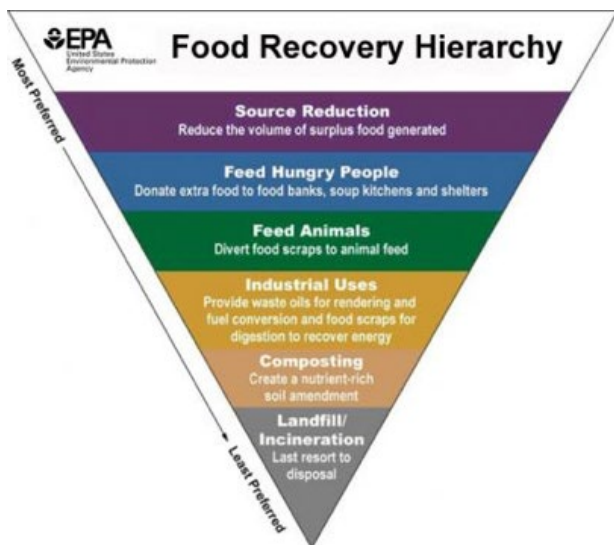 EPA
United States
Environmental Protection
Agency
Food Recovery Hierarchy
Most Preferred
Source Reduction
Reduce the volume of surplus food generated
Feed Hungry People
Donate extra food to food banks, soup kitchens and shelters
Feed Animals
Divert food scraps to animal feed
Industrial Uses
Provide waste oils for rendering and
fuel conversion and food scraps for
digestion to recover energy
Composting
Create a nutrient-rich
soil amendment
Landfill/
Incineration
Last resort to
disposal
Least Preferred